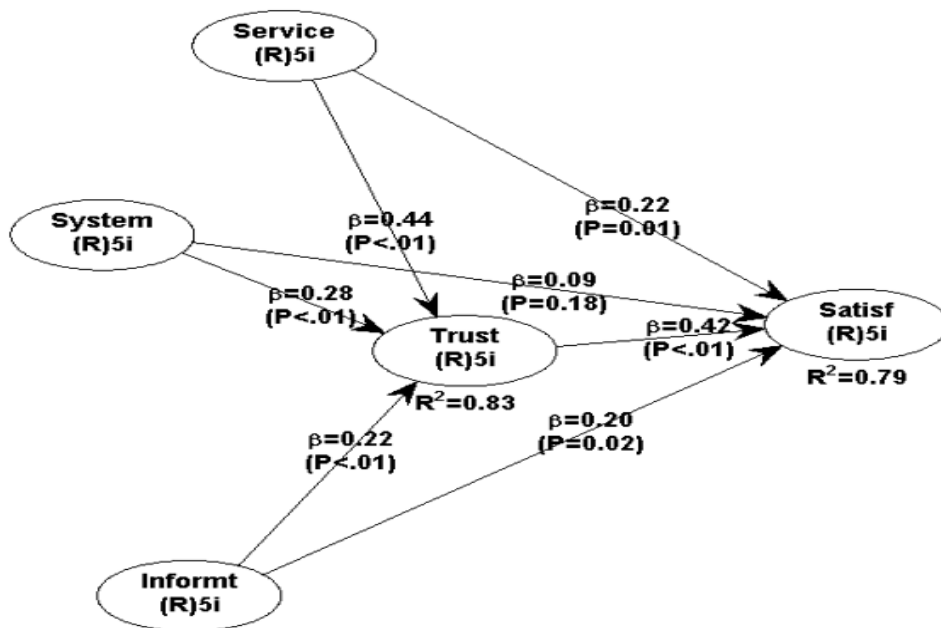 Service
(R)5i
β=0.44
(P<.01)
β=0.22
(P=0.01)
System
(R)5i
β=0.28
(P<.01)
β=0.09
(P=0.18)
Trust
(R)5i
R²=0.83
β=0.42
(P<.01)
Satisf
(R)5i
R²=0.79
β=0.22
(P<.01)
β=0.20
(P=0.02)
Informt
(R)5i